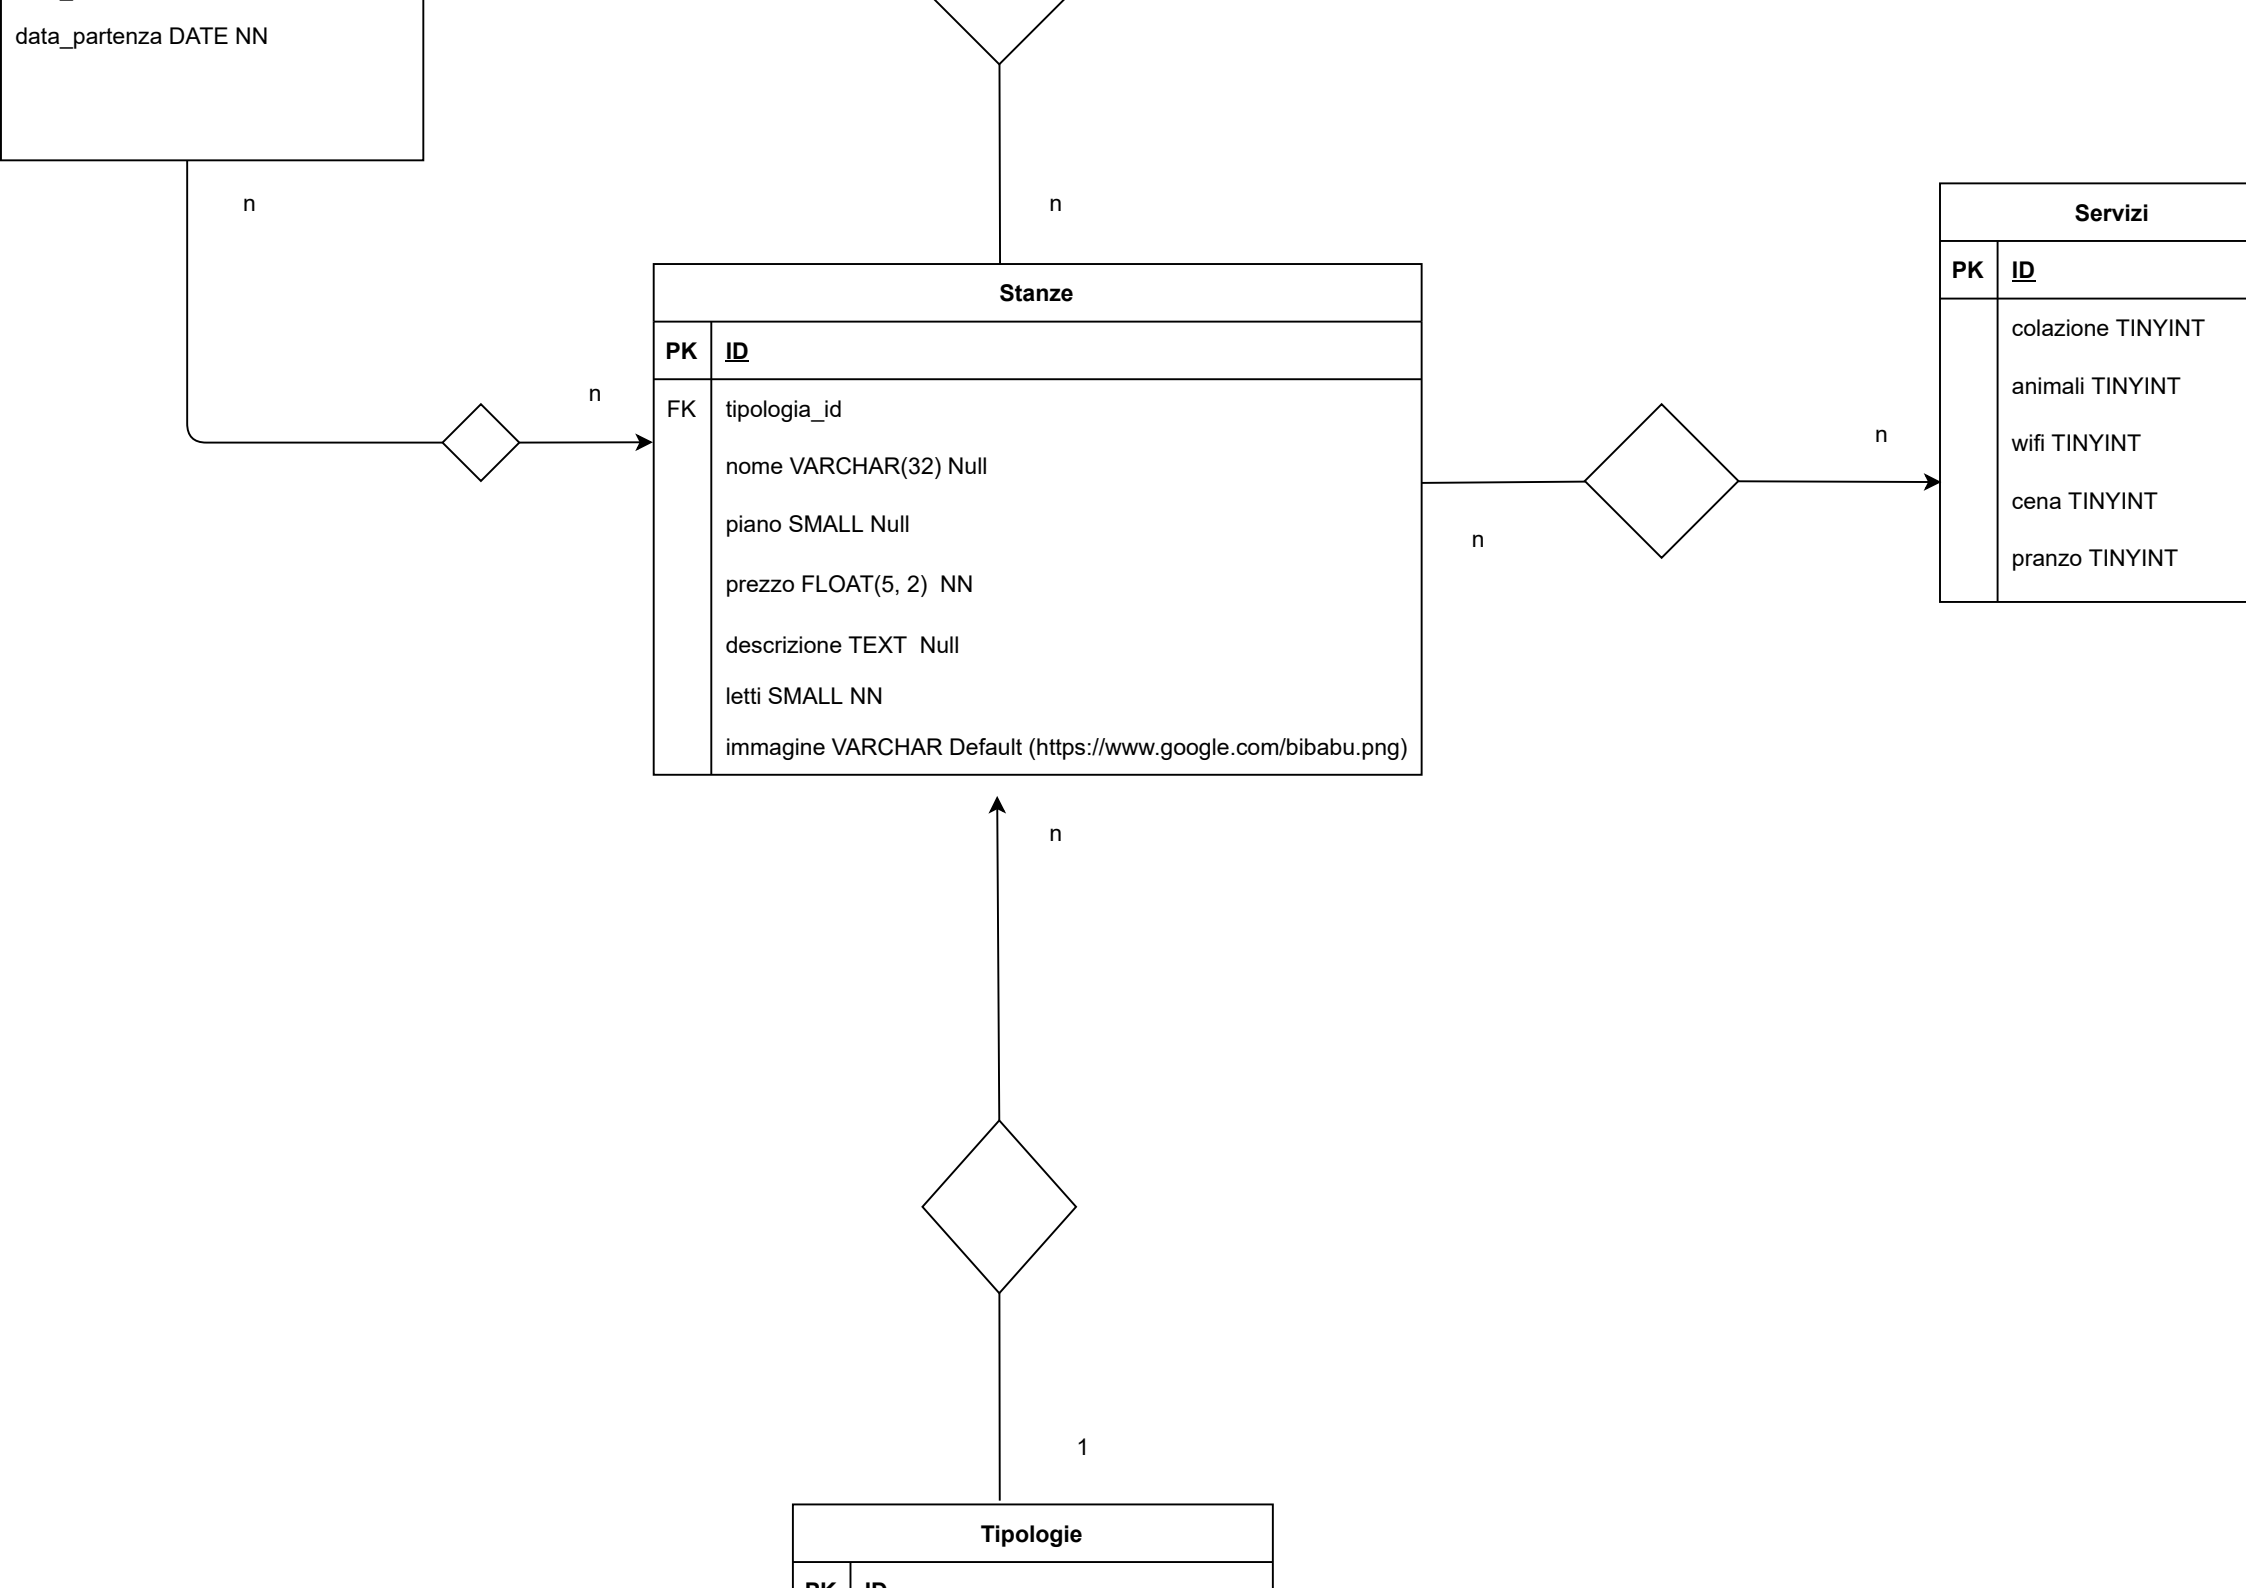 data_partenza DATE NN
n
n
n
Stanze
PK ID
FK tipologia_id
nome VARCHAR(32) Null
piano SMALL Null
prezzo FLOAT(5, 2)  NN
descrizione TEXT  Null
letti SMALL NN
immagine VARCHAR Default (https://www.google.com/bibabu.png)
n
n
Servizi
PK ID
colazione TINYINT
animali TINYINT
wifi TINYINT
cena TINYINT
pranzo TINYINT
n
1
Tipologie
PK ID